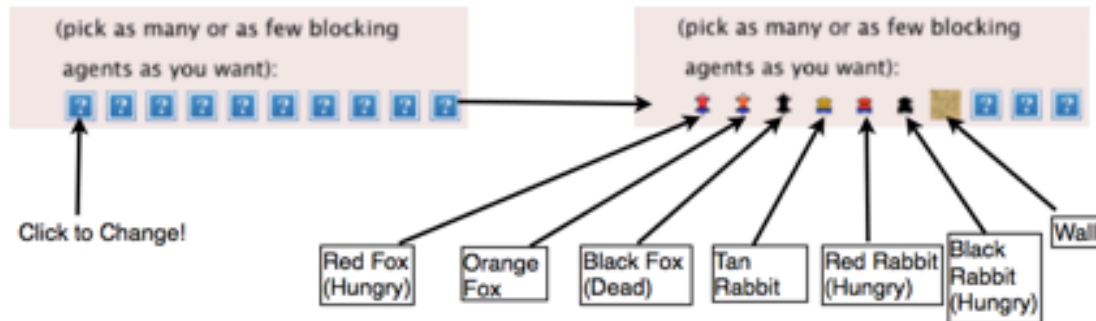 (pick as many or as few blocking
agents as you want):
? ? ? ? ? ? ? ? ? ?
(pick as many or as few blocking
agents as you want):
? ? ?
Click to Change!
Red Fox
(Hungry)
Orange
Fox
Black Fox
(Dead)
Tan
Rabbit
Red Rabbit
(Hungry)
Black
Rabbit
(Hungry)
Wall